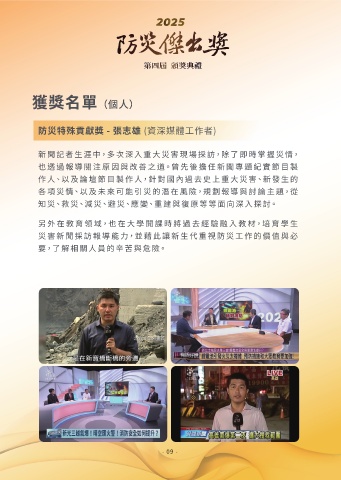 2025
防災傑出獎
第四屆 頒獎典禮
獲獎名單（個人）
防災特殊貢獻獎 - 張志雄 (資深媒體工作者)
新聞記者生涯中，多次深入重大災害現場採訪，除了即時掌握災情，
也透過報導關注原因與改善之道。曾先後擔任新聞專題紀實節目製
作人、以及論壇節目製作人，針對國內過去史上重大災害、新發生的
各項災情、以及未來可能引災的潛在風險，規劃報導與討論主題，從
知災、救災、減災、避災、應變、重建與復原等等面向深入探討。
另外在教育領域，也在大學開課時將過去經驗融入教材，培育學生
災害新聞採訪報導能力，並藉此讓新生代重視防災工作的價值與必
要，了解相關人員的辛苦與危險。
在新寶橋斷橋的旁邊
202
LIVE
- 09 -